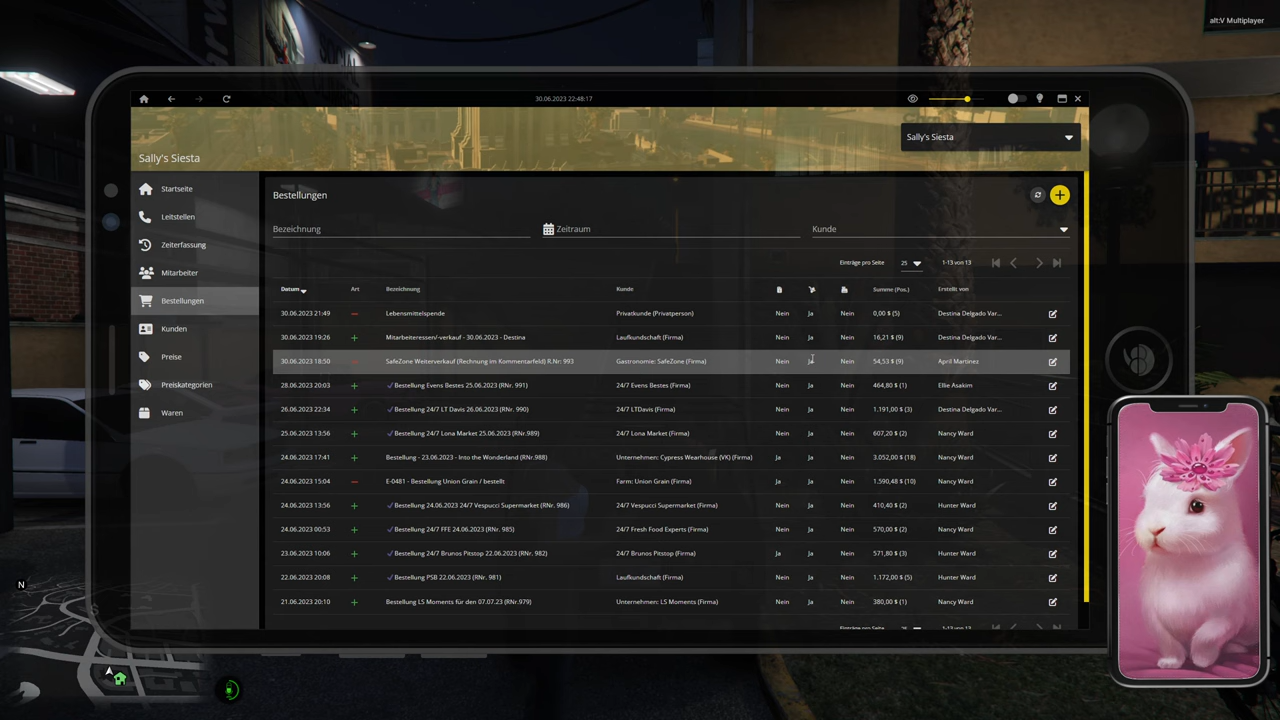 alt:V Multiplayer
30.06.2023 22:48:17
Sally's Siesta
Sally's Siesta
Startseite
Leitstellen
Zeiterfassung
Mitarbeiter
Bestellungen
Kunden
Preise
Preiskategorien
Waren
Bestellungen
Bezeichnung Zeitraum Kunde
Einträge pro Seite 25 1-13 von 13
Datum Art Bezeichnung Kunde Summe (Pos.) Erstellt von
30.06.2023 21:49 Lebensmittelspende Privatkunde (Privatperson) Nein Ja Nein 0,00 $ (5) Destina Delgado Var...
30.06.2023 19:26 Mitarbeiteressen/-verkauf - 30.06.2023 - Destina Laufkundschaft (Firma) Nein Ja Nein 16,21 $ (9) Destina Delgado Var...
30.06.2023 18:50 SafeZone Weiterverkauf (Rechnung im Kommentarfeld) R.Nr: 993 Gastronomie: SafeZone (Firma) Nein Ja Nein 54,53 $ (9) April Martinez
28.06.2023 20:03 Bestellung Evens Bestes 25.06.2023 (RNr. 991) 24/7 Evens Bestes (Firma) Nein Ja Nein 464,80 $ (1) Ellie Asakim
26.06.2023 22:34 Bestellung 24/7 LT Davis 26.06.2023 (RNr. 990) 24/7 LTDavis (Firma) Nein Ja Nein 1.191,00 $ (3) Destina Delgado Var...
25.06.2023 13:56 Bestellung 24/7 Lona Market 25.06.2023 (RNr.989) 24/7 Lona Market (Firma) Nein Ja Nein 607,20 $ (2) Nancy Ward
24.06.2023 17:41 Bestellung - 23.06.2023 - Into the Wonderland (RNr.988) Unternehmen: Cypress Wearhouse (VK) (Firma) Ja Ja Nein 3.052,00 $ (18) Nancy Ward
24.06.2023 15:04 E-0481 - Bestellung Union Grain / bestellt Farm: Union Grain (Firma) Ja Ja Nein 1.590,48 $ (10) Nancy Ward
24.06.2023 13:56 Bestellung 24.06.2023 24/7 Vespucci Supermarket (RNr. 986) 24/7 Vespucci Supermarket (Firma) Nein Ja Nein 410,40 $ (2) Hunter Ward
24.06.2023 00:53 Bestellung 24/7 FFE 24.06.2023 (RNr. 985) 24/7 Fresh Food Experts (Firma) Nein Ja Nein 570,00 $ (2) Nancy Ward
23.06.2023 10:06 Bestellung 24/7 Brunos Pitstop 22.06.2023 (RNr. 982) 24/7 Brunos Pitstop (Firma) Ja Ja Nein 571,80 $ (3) Hunter Ward
22.06.2023 20:08 Bestellung PSB 22.06.2023 (RNr. 981) Laufkundschaft (Firma) Nein Ja Nein 1.172,00 $ (5) Hunter Ward
21.06.2023 20:10 Bestellung LS Moments für den 07.07.23 (RNr.979) Unternehmen: LS Moments (Firma) Nein Ja Nein 380,00 $ (1) Nancy Ward
Einträge pro Seite 25 1-13 von 13
N